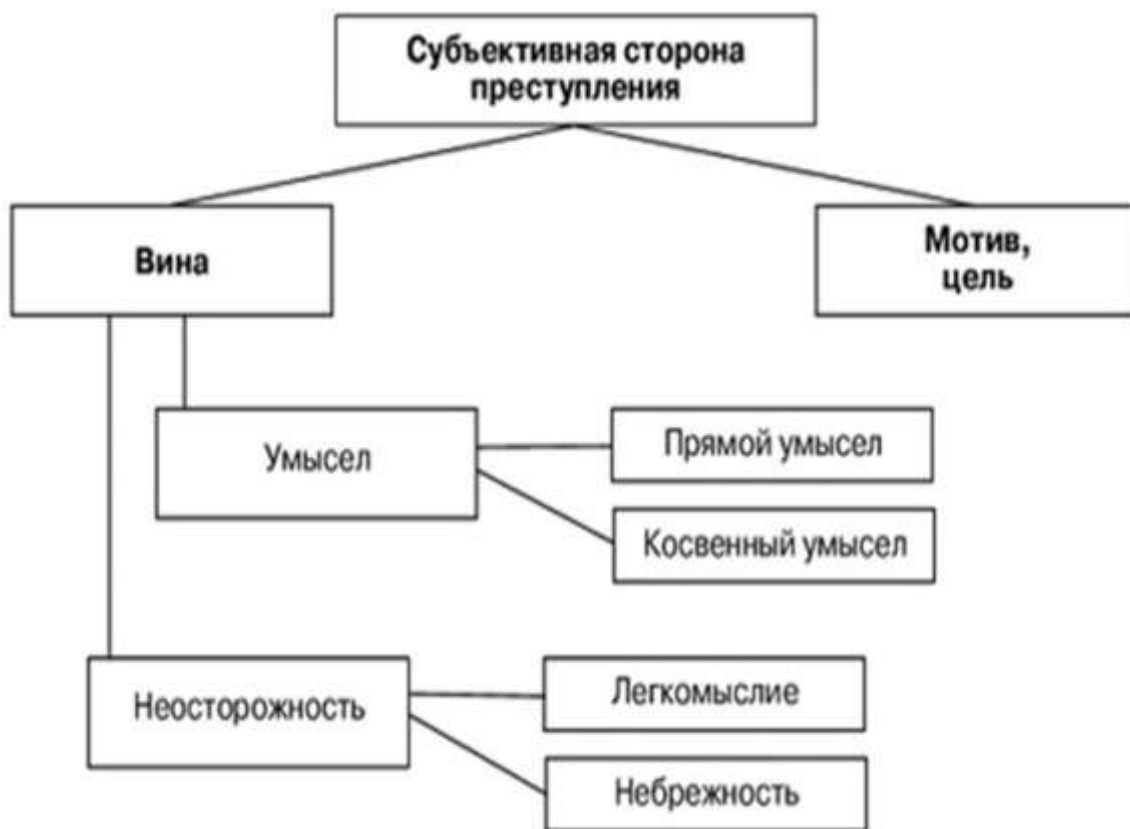 Субъективная сторона
преступления
Вина
Мотив,
цель
Умысел
Прямой умысел
Косвенный умысел
Неосторожность
Легкомыслие
Небрежность